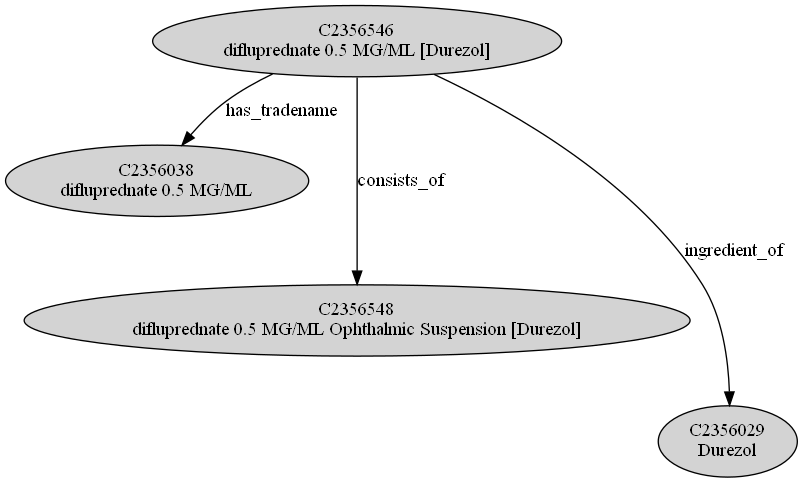 C2356546
difluprednate 0.5 MG/ML [Durezol]
has_tradename
C2356038
difluprednate 0.5 MG/ML
consists_of
ingredient_of
C2356548
difluprednate 0.5 MG/ML Ophthalmic Suspension [Durezol]
C2356029
Durezol